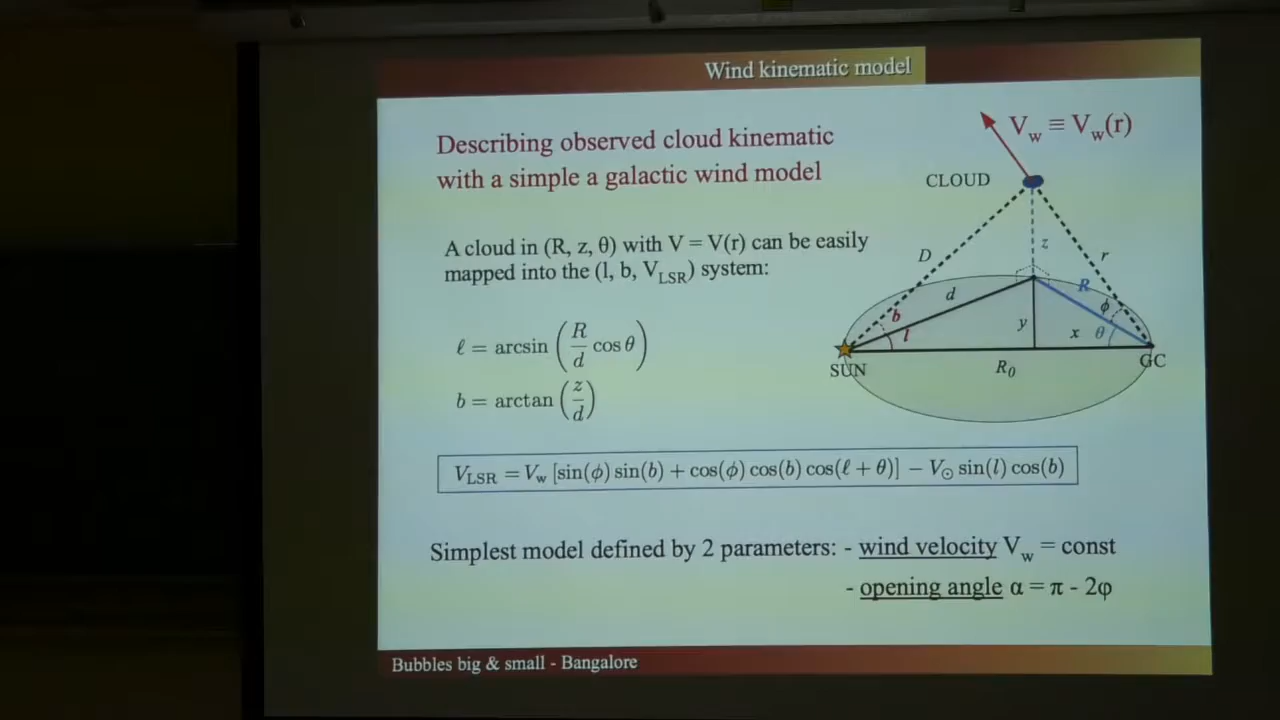 Wind kinematic model
Describing observed cloud kinematic
with a simple a galactic wind model
V_w ≡ V_w(r)
CLOUD
A cloud in (R, z, θ) with V = V(r) can be easily
mapped into the (l, b, V_LSR) system:
z
D
r
d
R
b
ϕ
l
y
x
θ
SUN
R_0
GC
ℓ = arcsin (R/d cos θ)
b = arctan (z/d)
V_LSR = V_w [sin(ϕ) sin(b) + cos(ϕ) cos(b) cos(ℓ + θ)] − V_⊙ sin(l) cos(b)
Simplest model defined by 2 parameters: - wind velocity V_w = const
- opening angle α = π - 2φ
Bubbles big & small - Bangalore